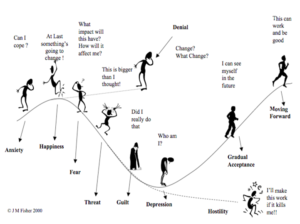 Can I
cope ?
At Last
something's
going to
change !
What
impact will
this have?
How will it
affect me?
This is bigger
than I
thought!
Denial
Change?
What Change?
I can see
myself
in the
future
This can
work
and be
good
Did I
really do
that
Who am
I?
Anxiety
Happiness
Fear
Threat
Guilt
Depression
Gradual
Acceptance
Moving
Forward
Hostility
I'll make
this work
if it kills
me!!
© J M Fisher 2000